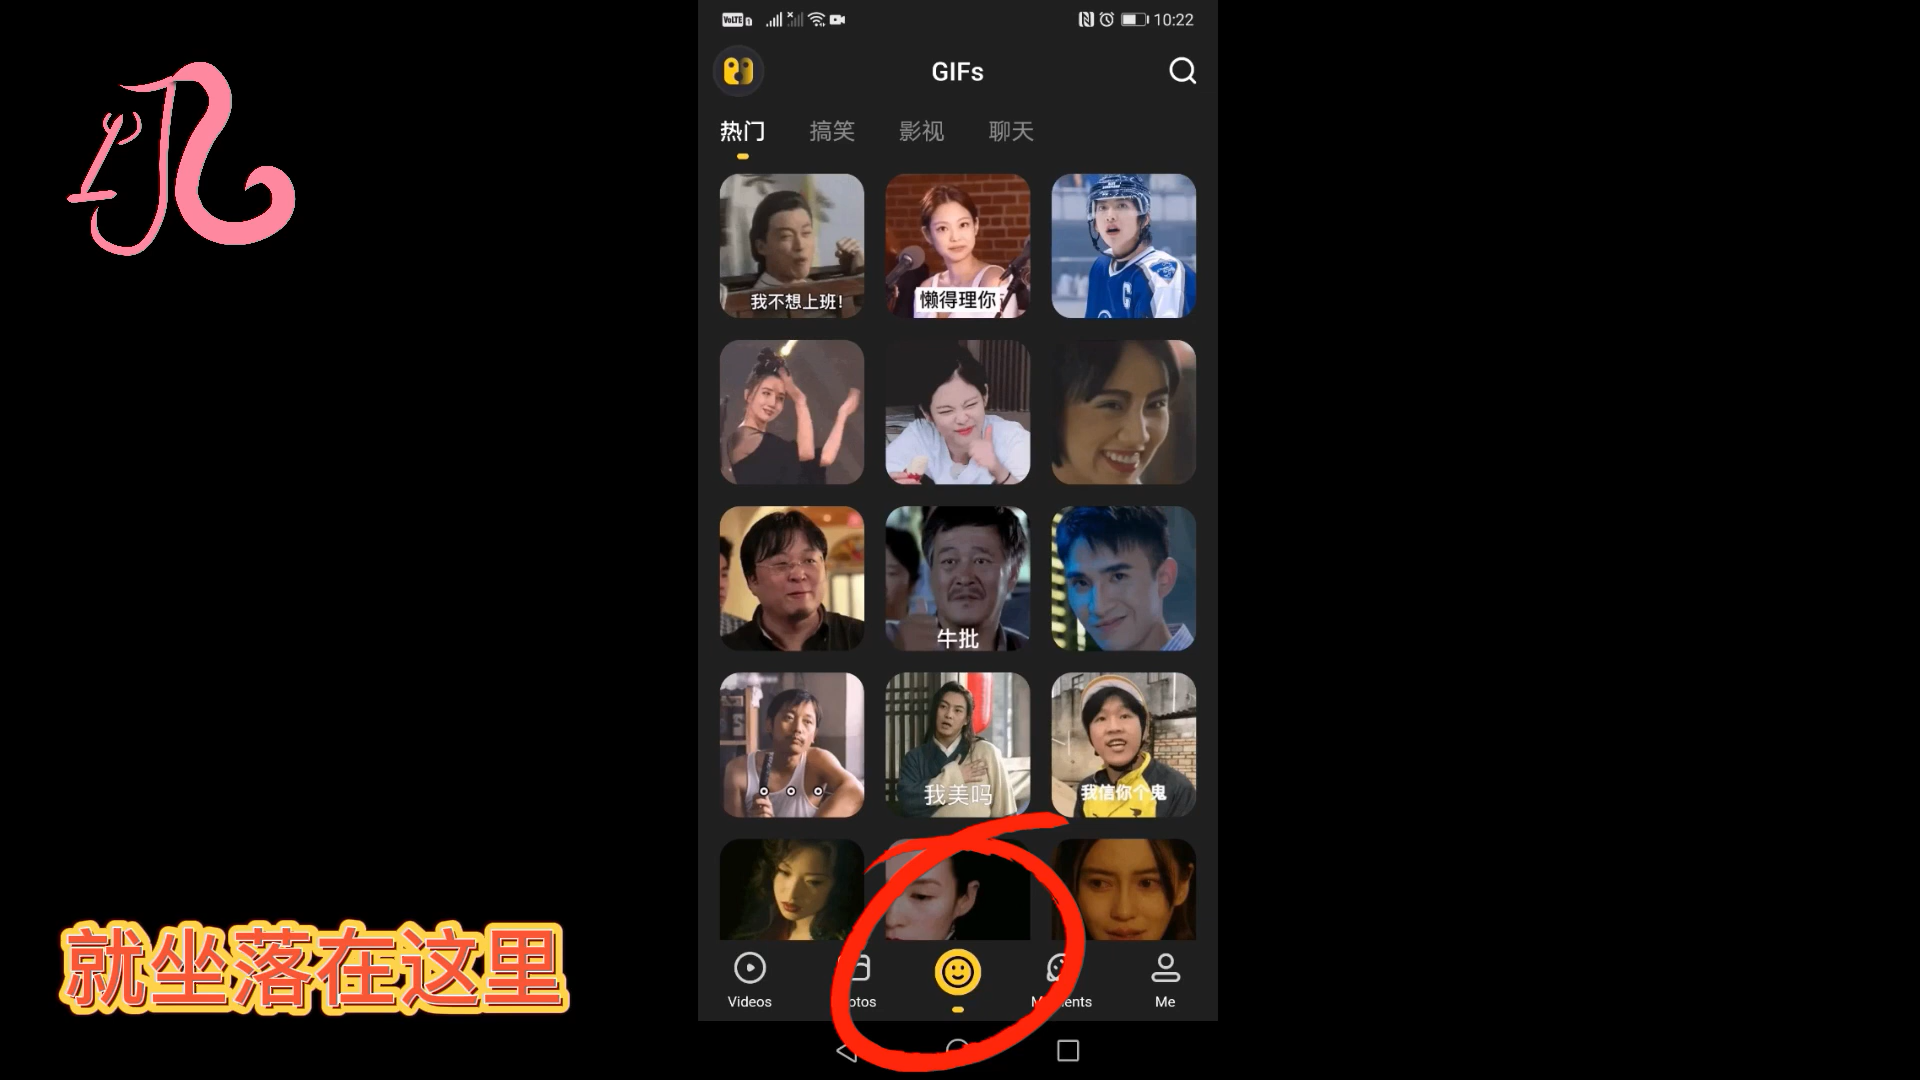 VoLTE
10:22
GIFs
热门 搞笑 影视 聊天
我不想上班!
懒得理你
C
牛批
我美吗
我信你个鬼
就坐落在这里
Videos
Me